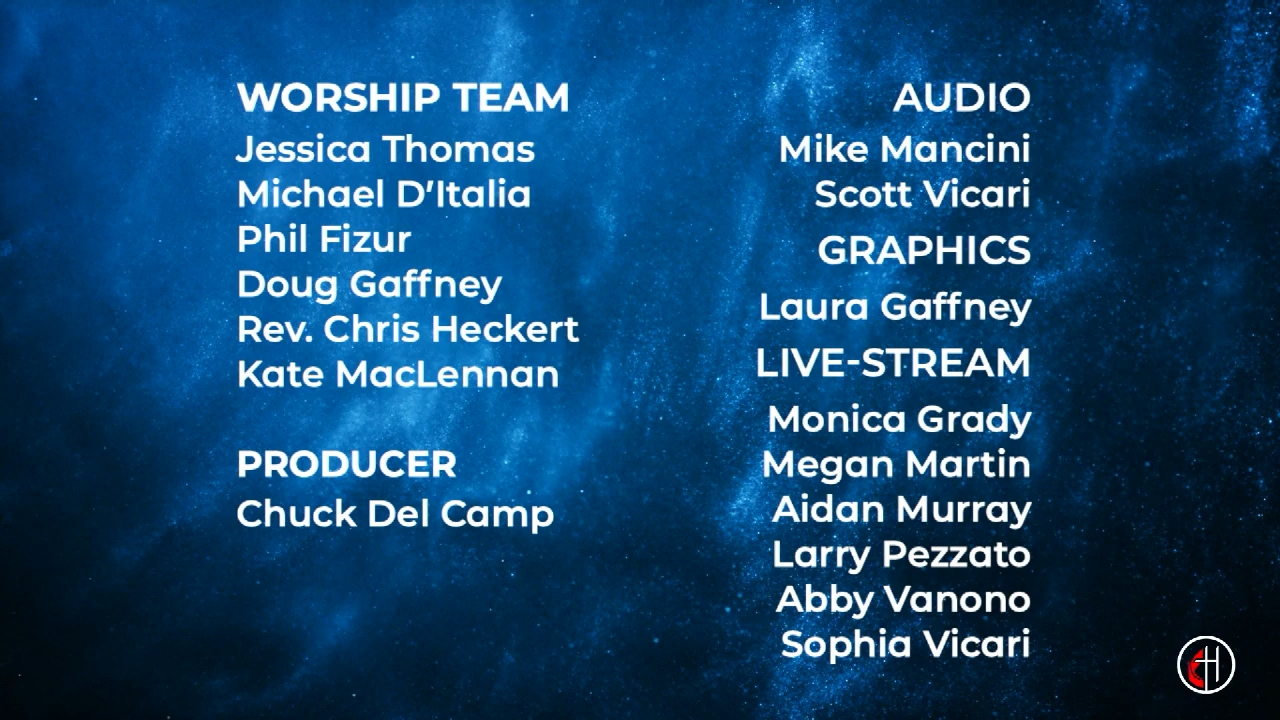 WORSHIP TEAM
Jessica Thomas
Michael D'Italia
Phil Fizur
Doug Gaffney
Rev. Chris Heckert
Kate MacLennan
PRODUCER
Chuck Del Camp
AUDIO
Mike Mancini
Scott Vicari
GRAPHICS
Laura Gaffney
LIVE-STREAM
Monica Grady
Megan Martin
Aidan Murray
Larry Pezzato
Abby Vanono
Sophia Vicari